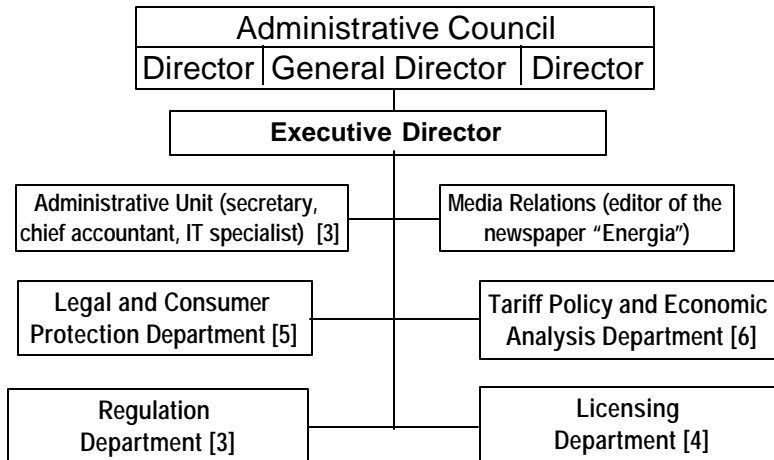 Administrative Council
Director General Director Director
Executive Director
Administrative Unit (secretary,
chief accountant, IT specialist) [3]
Media Relations (editor of the
newspaper “Energia”)
Legal and Consumer
Protection Department [5]
Tariff Policy and Economic
Analysis Department [6]
Regulation
Department [3]
Licensing
Department [4]